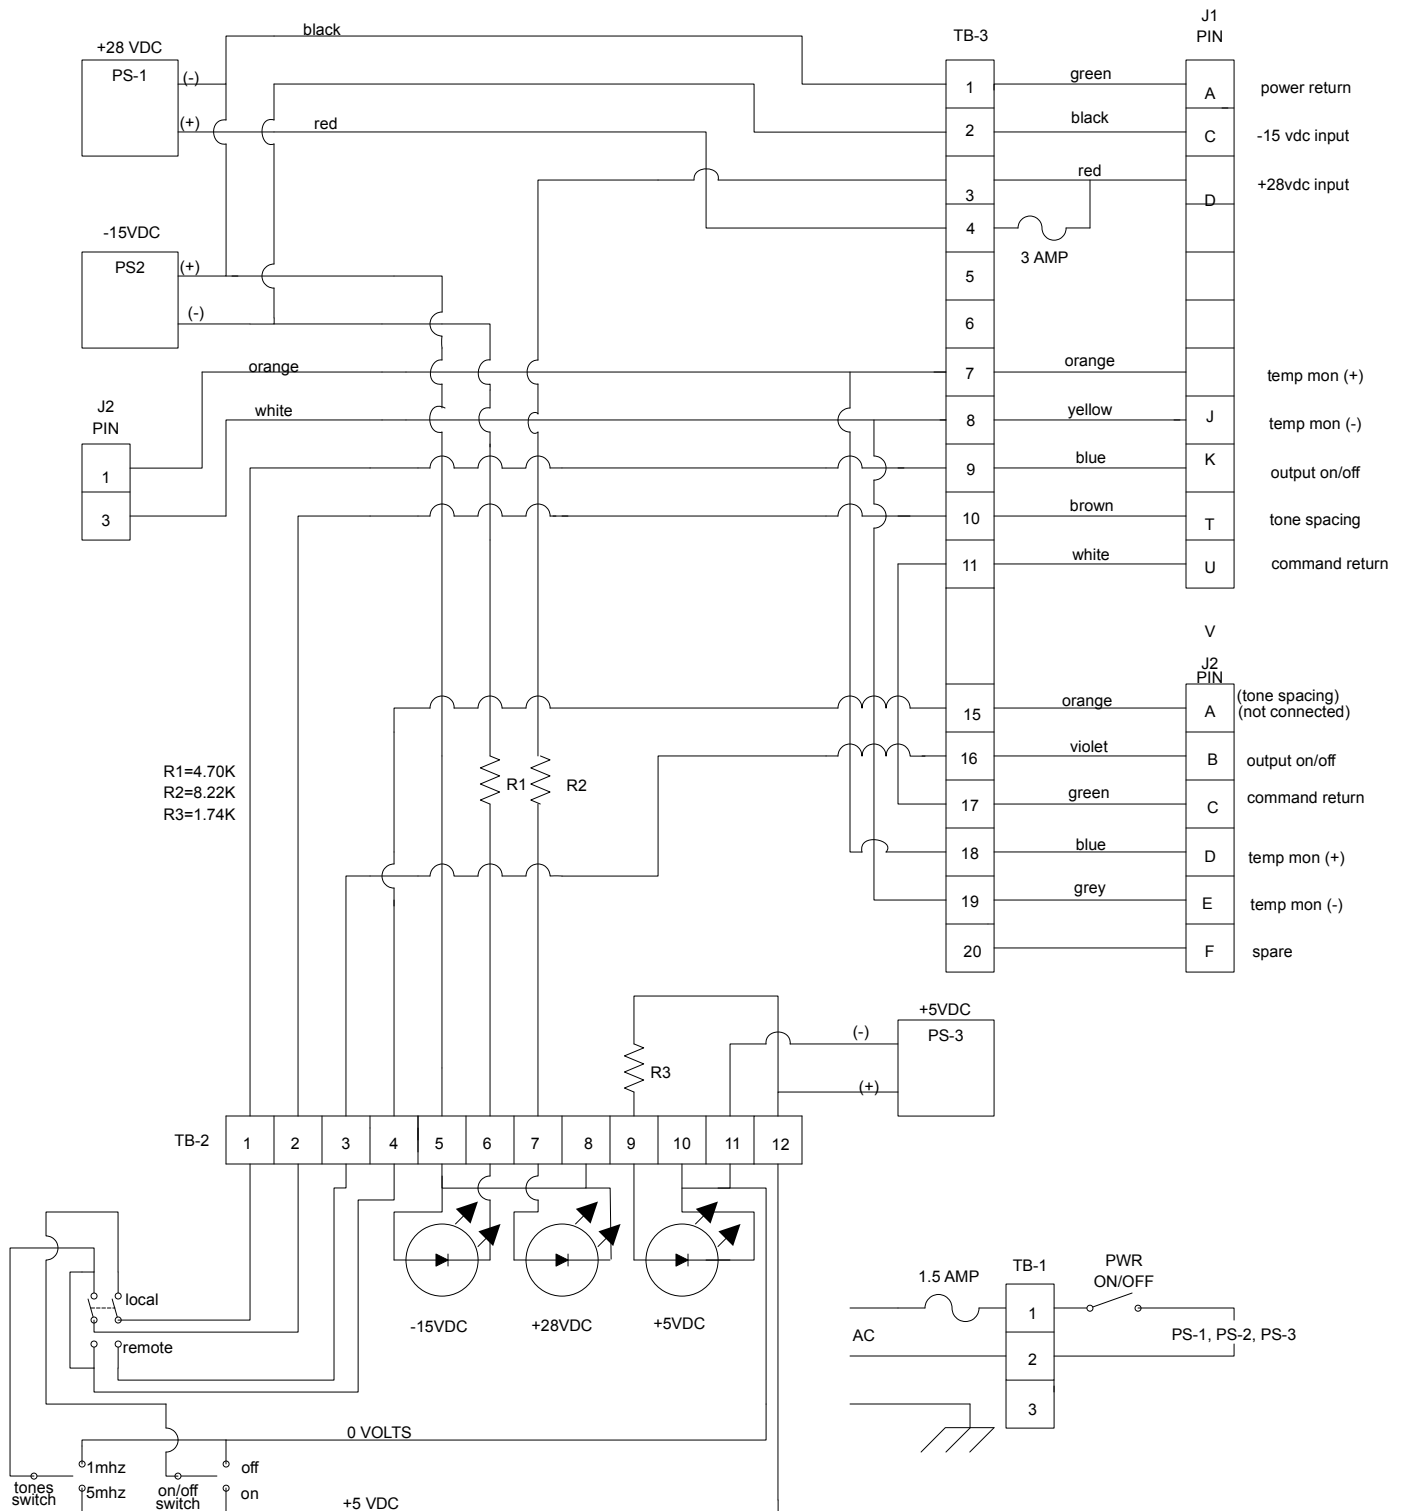 J1
PIN
black
TB-3
+28 VDC
PS-1
(-)
green
1
A
power return
(+)
red
black
2
C
-15 vdc input
red
+28vdc input
3
D
-15VDC
4
3 AMP
PS2
(+)
5
(-)
6
orange
orange
7
temp mon (+)
J2
PIN
white
yellow
8
J
temp mon (-)
1
blue
9
K
output on/off
3
brown
10
T
tone spacing
white
11
U
command return
V
J2
PIN
orange
15
A
(tone spacing)
(not connected)
R1=4.70K
R2=8.22K
R3=1.74K
R1
R2
violet
16
B
output on/off
green
17
C
command return
blue
18
D
temp mon (+)
grey
19
E
temp mon (-)
20
F
spare
+5VDC
PS-3
(-)
R3
(+)
TB-2
1
2
3
4
5
6
7
8
9
10
11
12
local
remote
-15VDC
+28VDC
+5VDC
1.5 AMP
TB-1
PWR
ON/OFF
1
AC
PS-1, PS-2, PS-3
2
3
0 VOLTS
1mhz
off
tones
switch
5mhz
on/off
switch
on
+5 VDC